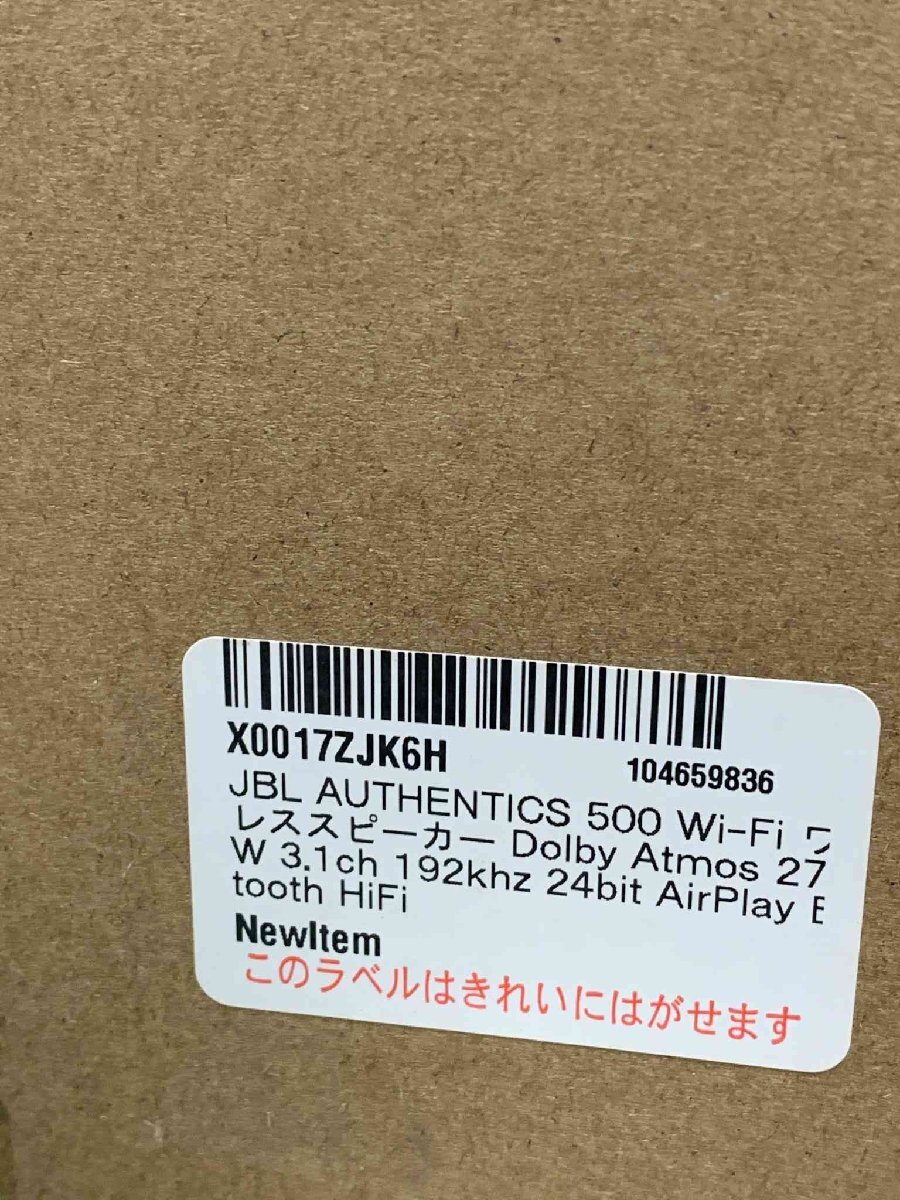 X0017ZJK6H
104659836
JBL AUTHENTICS 500 Wi-Fi ワ
レススピーカー Dolby Atmos 27
W 3.1ch 192khz 24bit AirPlay
tooth HiFi
NewItem
このラベルはきれいにはがせます